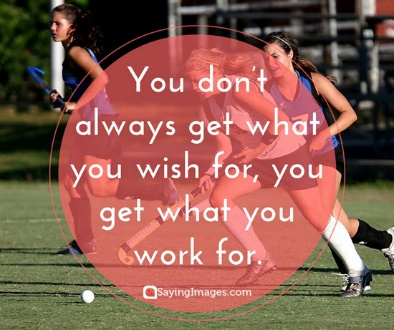 You don't
always get what
you wish for, you
get what you
work for.
SayingImages.com